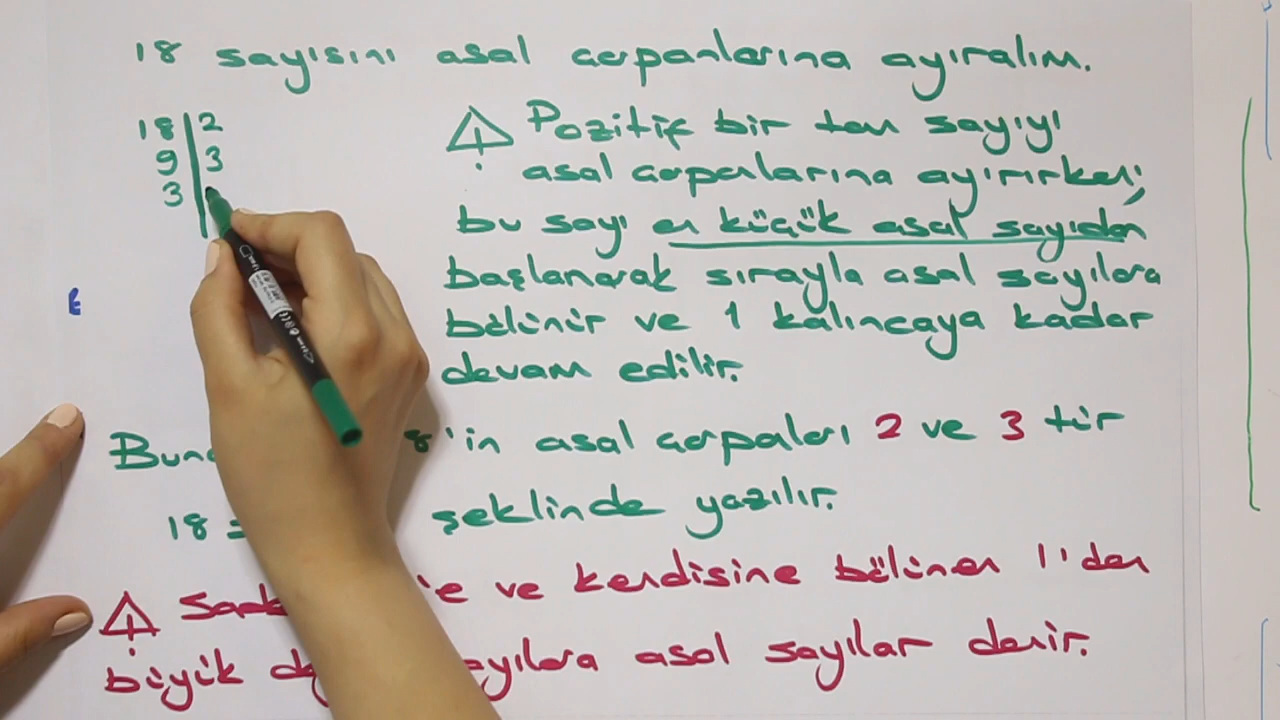 18 sayısını asal çarpanlarına ayıralım.
18 | 2
9 | 3
3 |
⚠ Pozitif bir tam sayıyı
asal çarpanlarına ayırırken;
bu sayı en küçük asal sayıdan
başlanarak sırayla asal sayılara
bölünür ve 1 kalıncaya kadar
devam edilir.
8'in asal çarpaları 2 ve 3 tür
18 = şeklinde yazılır.
⚠ 'e ve kendisine bölünen 1'den
büyük sayılara asal sayılar denir.